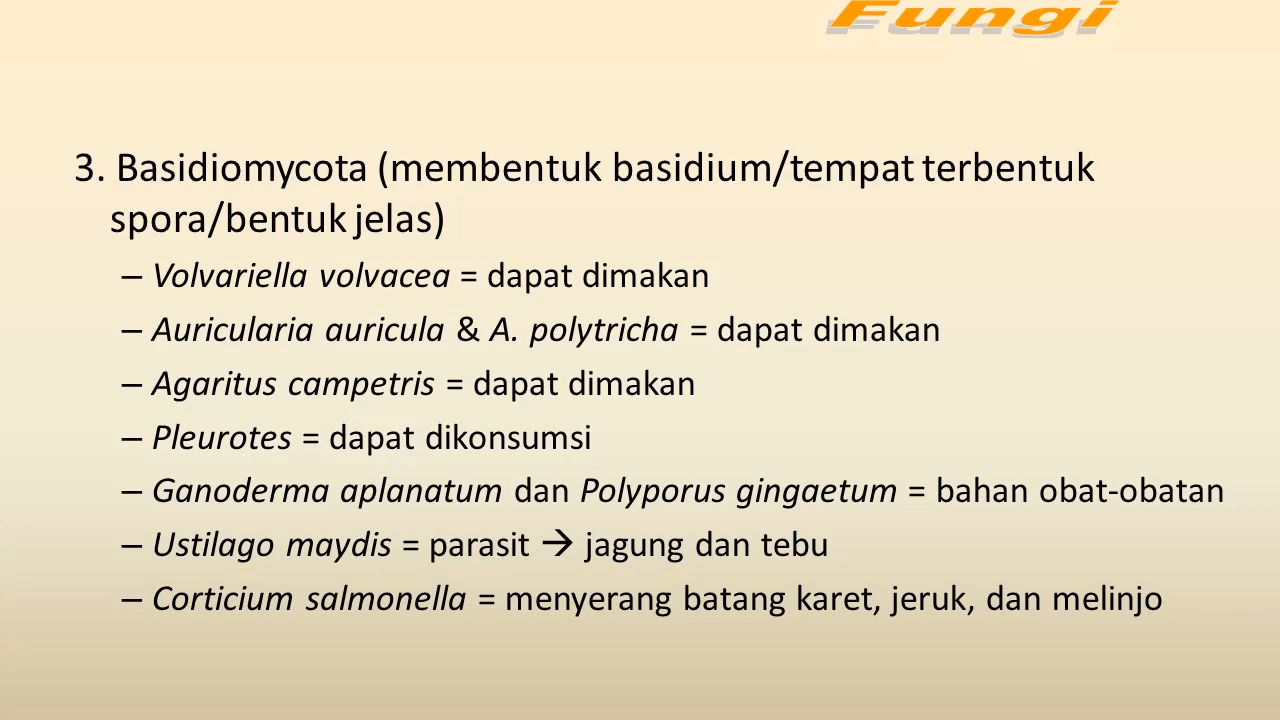 Fungi
3. Basidiomycota (membentuk basidium/tempat terbentuk
spora/bentuk jelas)
– Volvariella volvacea = dapat dimakan
– Auricularia auricula & A. polytricha = dapat dimakan
– Agaritus campetris = dapat dimakan
– Pleurotes = dapat dikonsumsi
– Ganoderma aplanatum dan Polyporus gingaetum = bahan obat-obatan
– Ustilago maydis = parasit → jagung dan tebu
– Corticium salmonella = menyerang batang karet, jeruk, dan melinjo